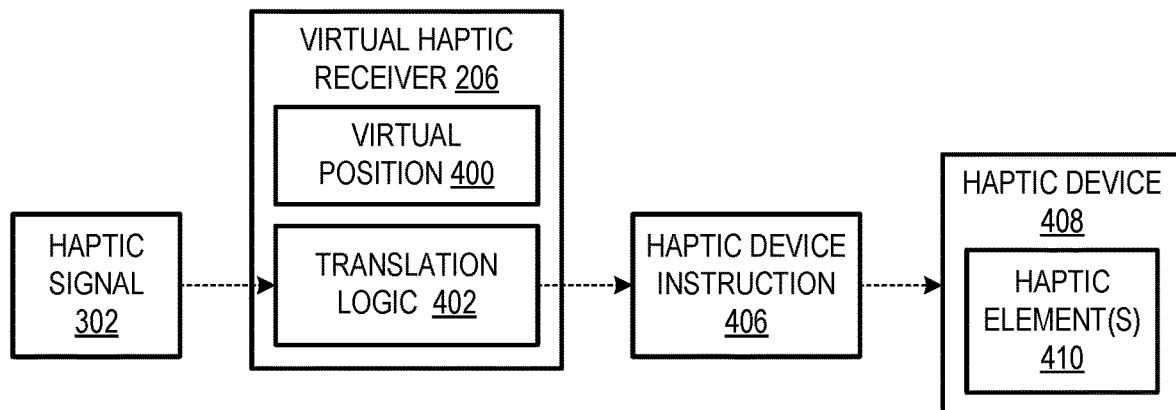 VIRTUAL HAPTIC
RECEIVER 206
VIRTUAL
POSITION 400
TRANSLATION
LOGIC 402
HAPTIC
SIGNAL
302
HAPTIC DEVICE
INSTRUCTION
406
HAPTIC DEVICE
408
HAPTIC
ELEMENT(S)
410